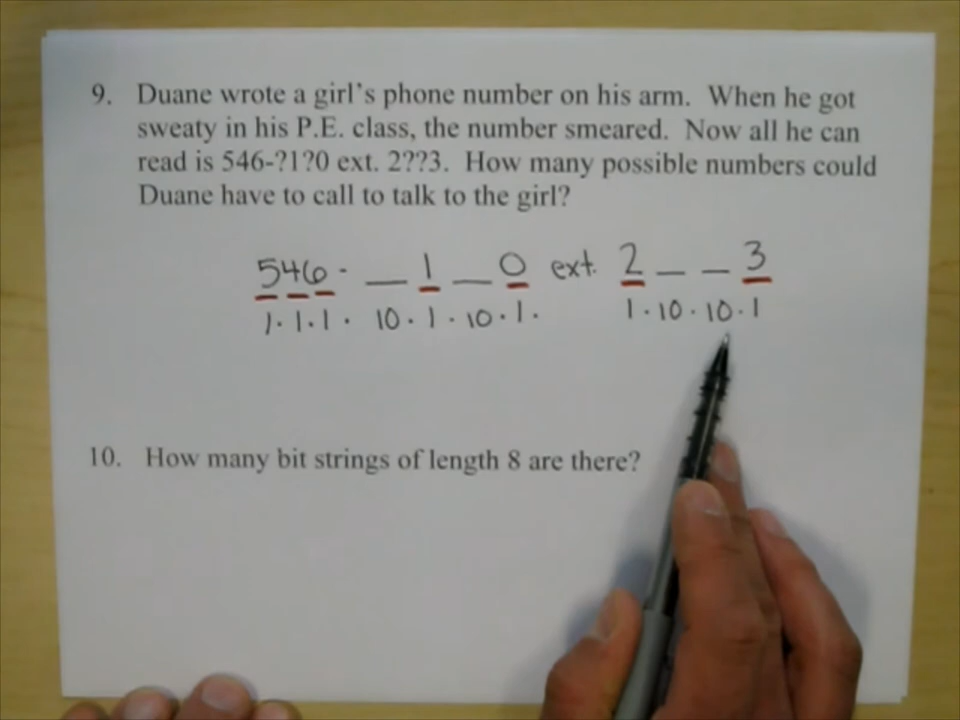 9. Duane wrote a girl's phone number on his arm. When he got
sweaty in his P.E. class, the number smeared. Now all he can
read is 546-?1?0 ext. 2??3. How many possible numbers could
Duane have to call to talk to the girl?
546- _ 1 _ 0 ext. 2 _ _ 3
1·1·1· 10·1·10·1· 1·10·10·1
10. How many bit strings of length 8 are there?